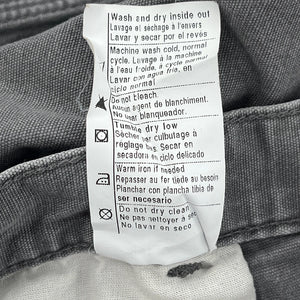 Wash and dry inside out
Lavage et séchage à l'envers
Lavar y secar por el revés
Machine wash cold, normal
cycle. Lavage à la machine
à l'eau froide, à cycle normal
Lavar con agua fría, en
ciclo normal
Do not bleach.
Aucun agent de blanchiment.
No usar blanqueador.
Tumble dry low
Sécher par culbutage à
réglage bas. Secar en
secadora en ciclo delicado
Warm iron if needed
Repasser au fer tiède au besoin
Planchar con plancha tibia de
ser necesario
Do not dry clean
Ne pas nettoyer à sec
No lavar en seco